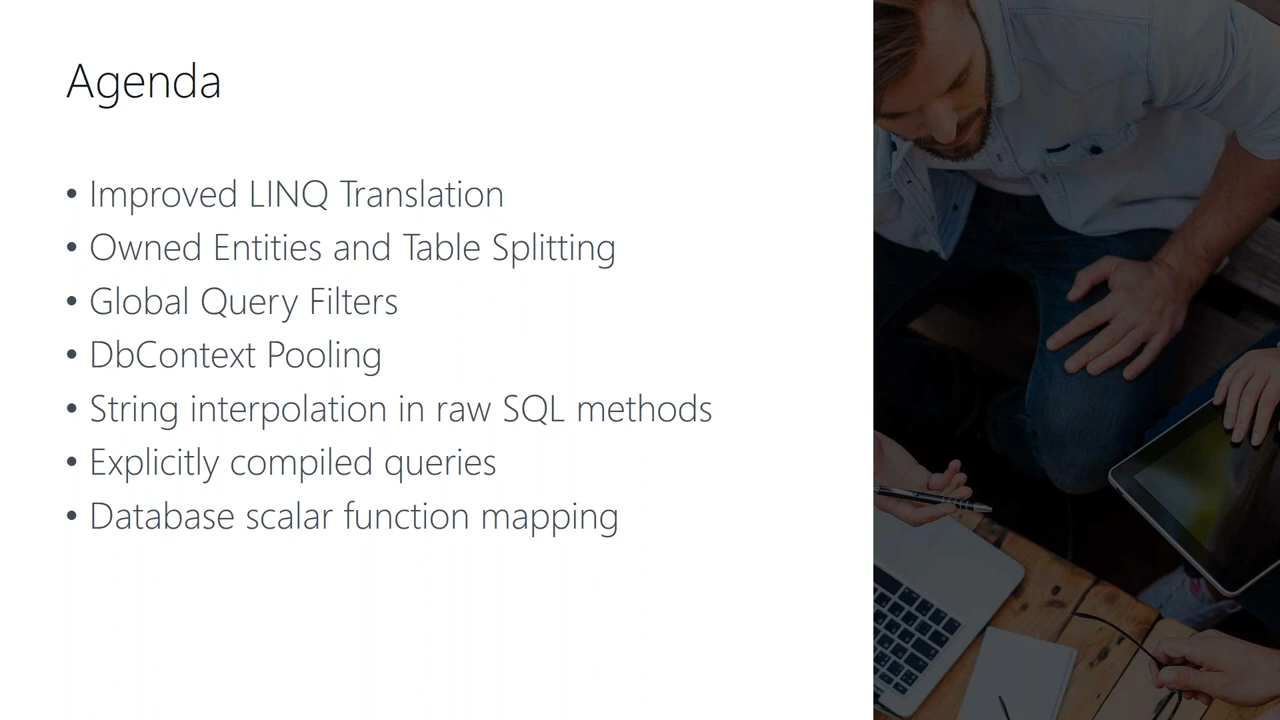 Agenda
• Improved LINQ Translation
• Owned Entities and Table Splitting
• Global Query Filters
• DbContext Pooling
• String interpolation in raw SQL methods
• Explicitly compiled queries
• Database scalar function mapping